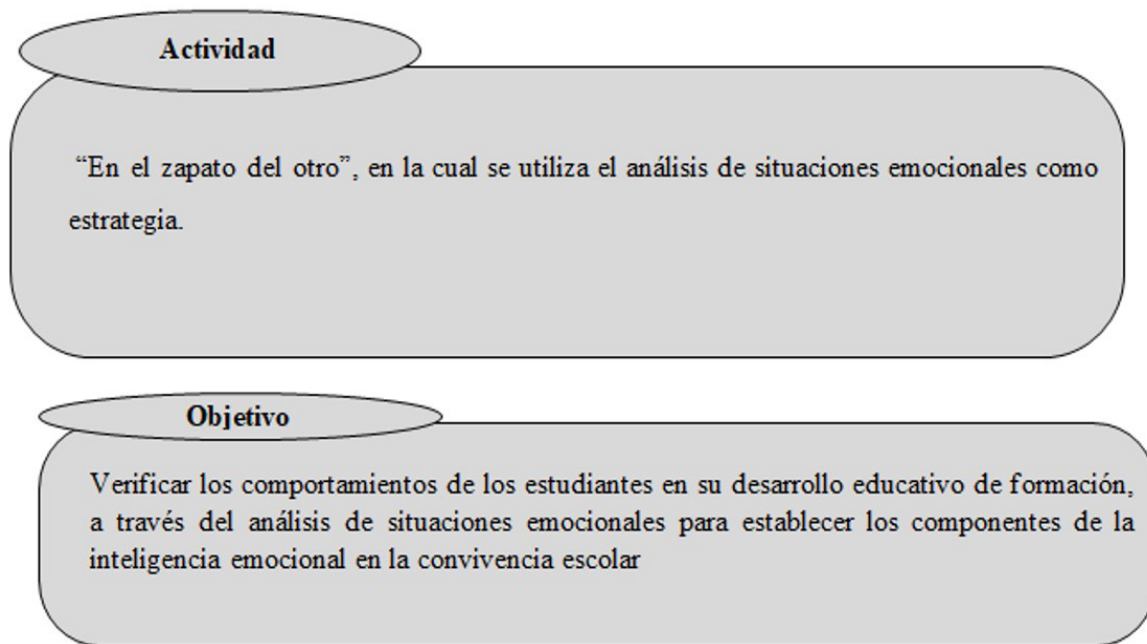 Actividad
“En el zapato del otro”, en la cual se utiliza el análisis de situaciones emocionales como
estrategia.
Objetivo
Verificar los comportamientos de los estudiantes en su desarrollo educativo de formación,
a través del análisis de situaciones emocionales para establecer los componentes de la
inteligencia emocional en la convivencia escolar